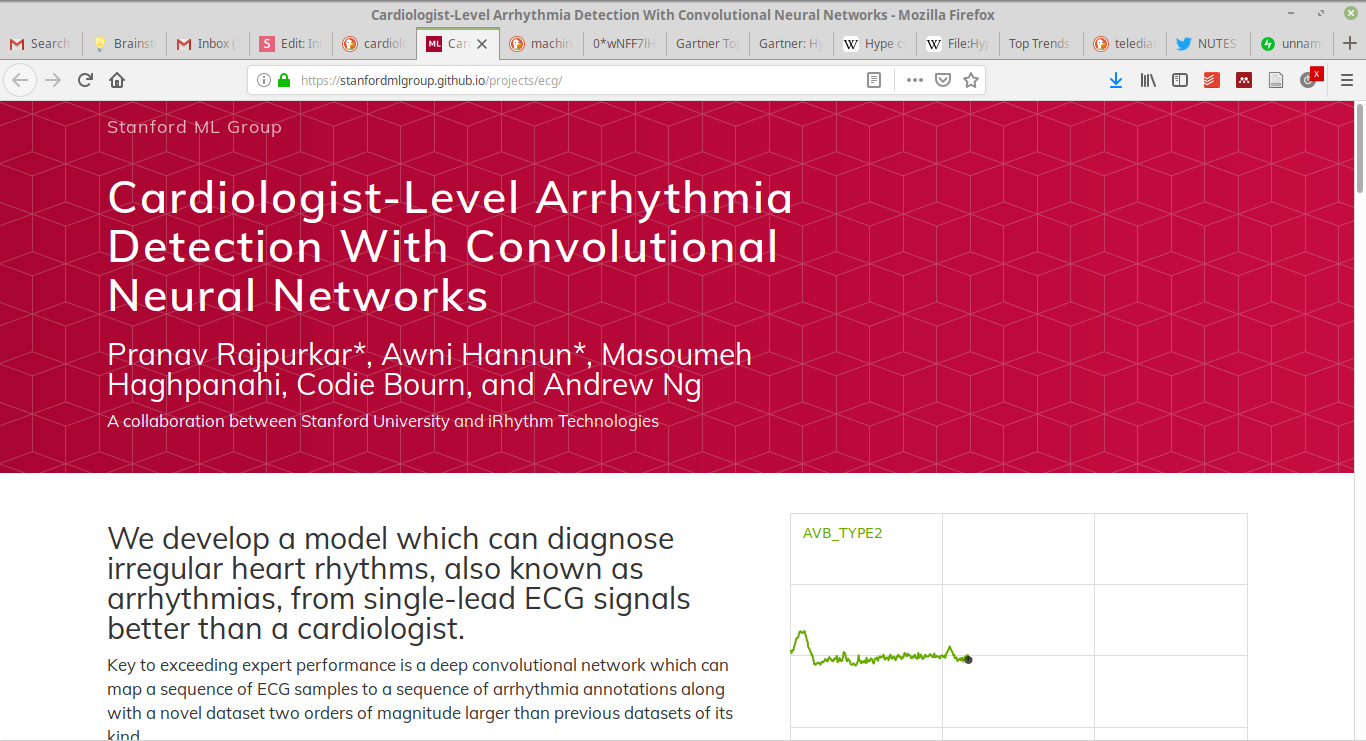 Cardiologist-Level Arrhythmia Detection With Convolutional Neural Networks - Mozilla Firefox
Search
Brainst
Inbox (
Edit: In
cardiolo
ML
Car
machin
0*wNFF7lH
Gartner To
Gartner: Hy
Hype cy
File:Hy
Top Trends
teledia
NUTES
unnam
https://stanfordmlgroup.github.io/projects/ecg/
Stanford ML Group
Cardiologist-Level Arrhythmia
Detection With Convolutional
Neural Networks
Pranav Rajpurkar*, Awni Hannun*, Masoumeh
Haghpanahi, Codie Bourn, and Andrew Ng
A collaboration between Stanford University and iRhythm Technologies
We develop a model which can diagnose
irregular heart rhythms, also known as
arrhythmias, from single-lead ECG signals
better than a cardiologist.
Key to exceeding expert performance is a deep convolutional network which can
map a sequence of ECG samples to a sequence of arrhythmia annotations along
with a novel dataset two orders of magnitude larger than previous datasets of its
kind.
AVB_TYPE2